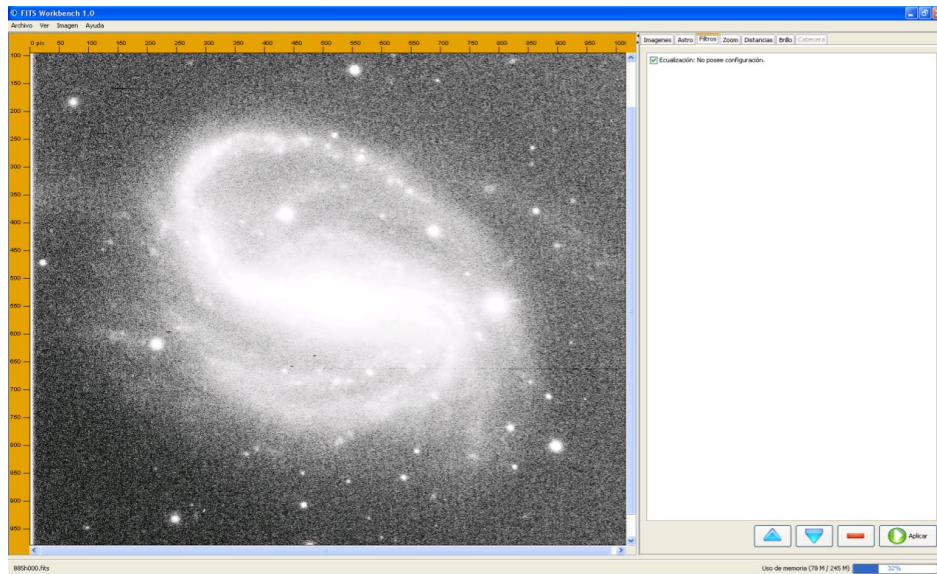 FITS Workbench 1.0
Archivo Ver Imagen Ayuda
0 pix 50 100 150 200 250 300 350 400 450 500 550 600 650 700 750 800 850 900 950 100
Imagenes Astro Filtros Zoom Distancias Brillo Cabecera
Ecualización: No posee configuración.
100
150
200
250
300
350
400
450
500
550
600
650
700
750
800
850
900
950
Aplicar
885h000.fits
Uso de memoria (78 M / 245 M) 32%